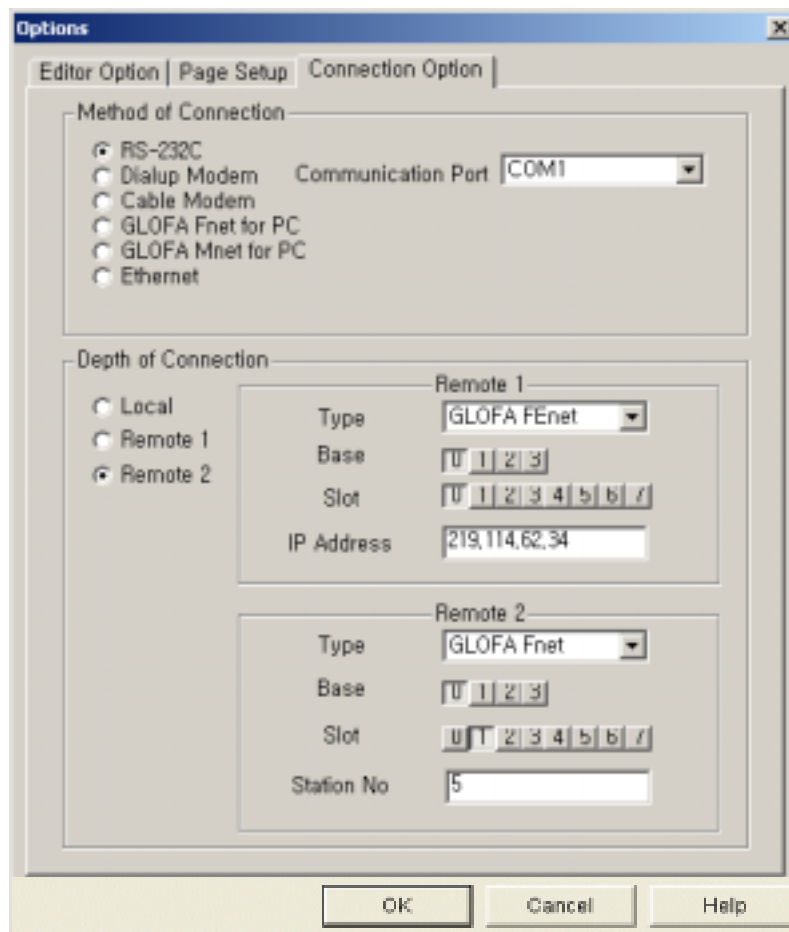 Options
Editor Option Page Setup Connection Option
Method of Connection
RS-232C
Dialup Modem
Communication Port COM1
Cable Modem
GLOFA Fnet for PC
GLOFA Mnet for PC
Ethernet
Depth of Connection
Local
Remote 1
Remote 2
Remote 1
Type GLOFA FEnet
Base 0 1 2 3
Slot 0 1 2 3 4 5 6 7
IP Address 219,114,62,34
Remote 2
Type GLOFA Fnet
Base 0 1 2 3
Slot 0 1 2 3 4 5 6 7
Station No 5
OK Cancel Help